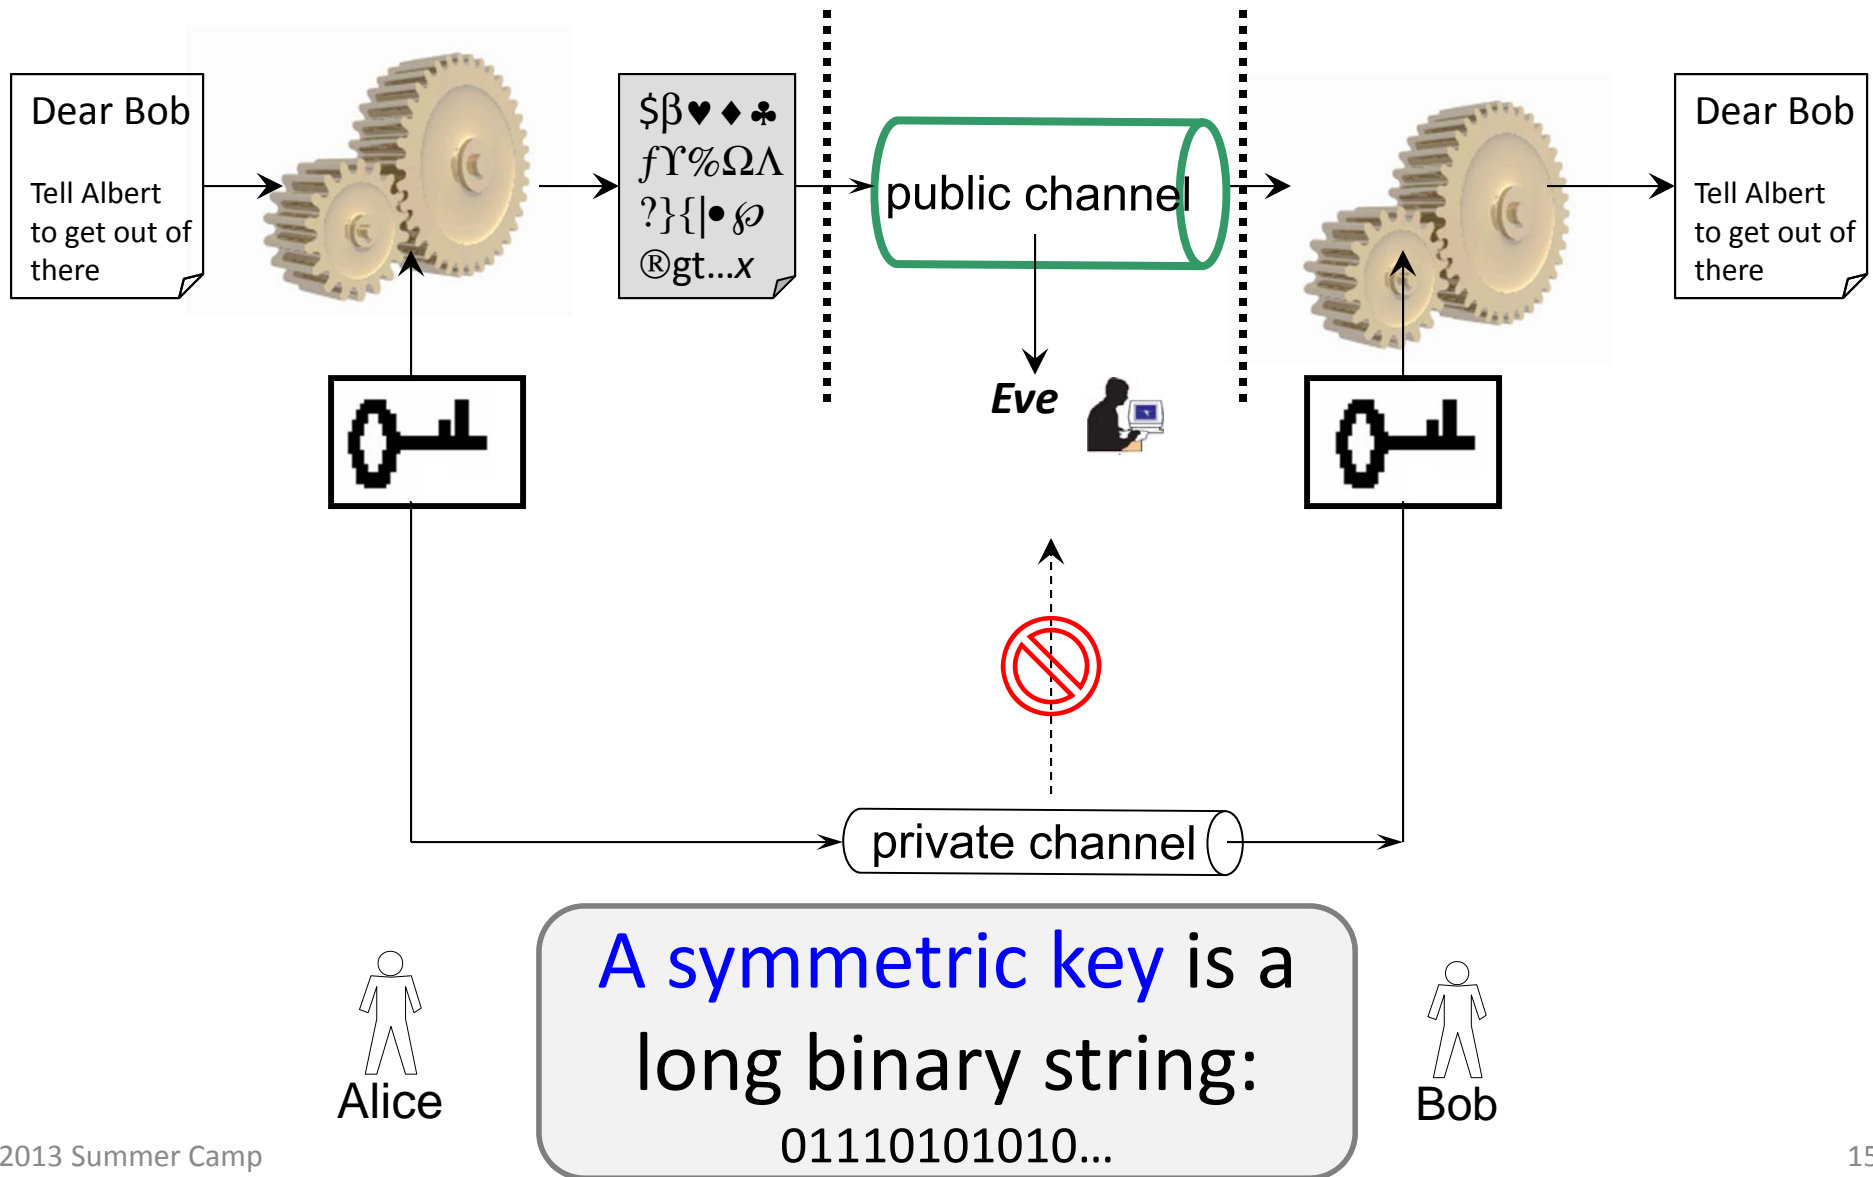 Dear Bob
Tell Albert
to get out of
there
$β♥♦♣
ƒϒ%ΩΛ
?}{|•℘
®gt…x
public channel
Eve
Dear Bob
Tell Albert
to get out of
there
private channel
A symmetric key is a
long binary string:
01110101010…
Alice
Bob
2013 Summer Camp
15